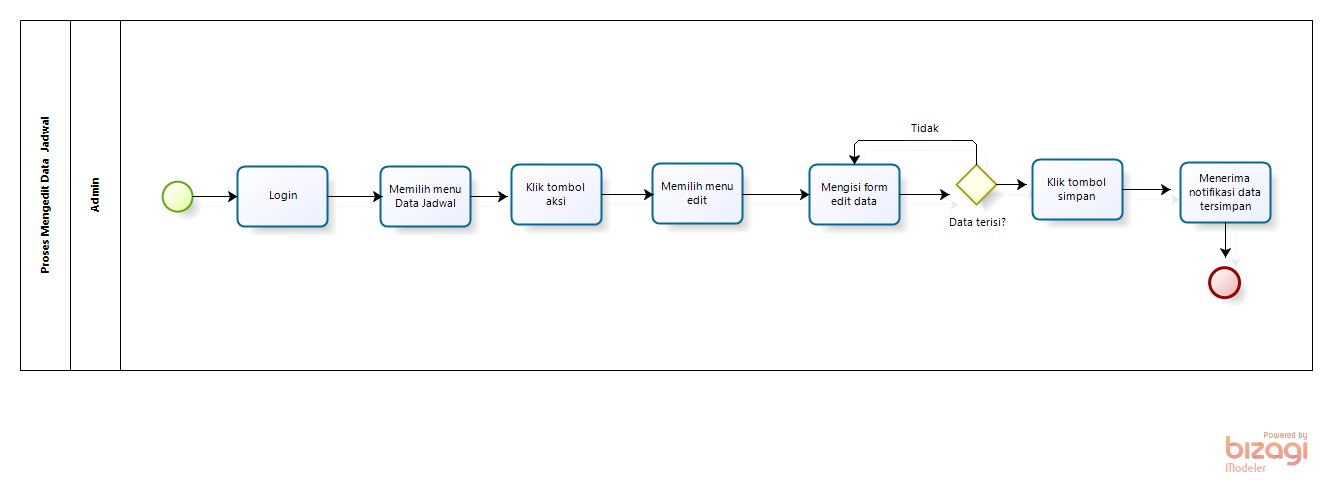 Proses Mengedit Data Jadwal
Admin
Login
Memilih menu
Data Jadwal
Klik tombol
aksi
Memilih menu
edit
Mengisi form
edit data
Tidak
Data terisi?
Klik tombol
simpan
Menerima
notifikasi data
tersimpan
Powered by
bizagi
Modeler